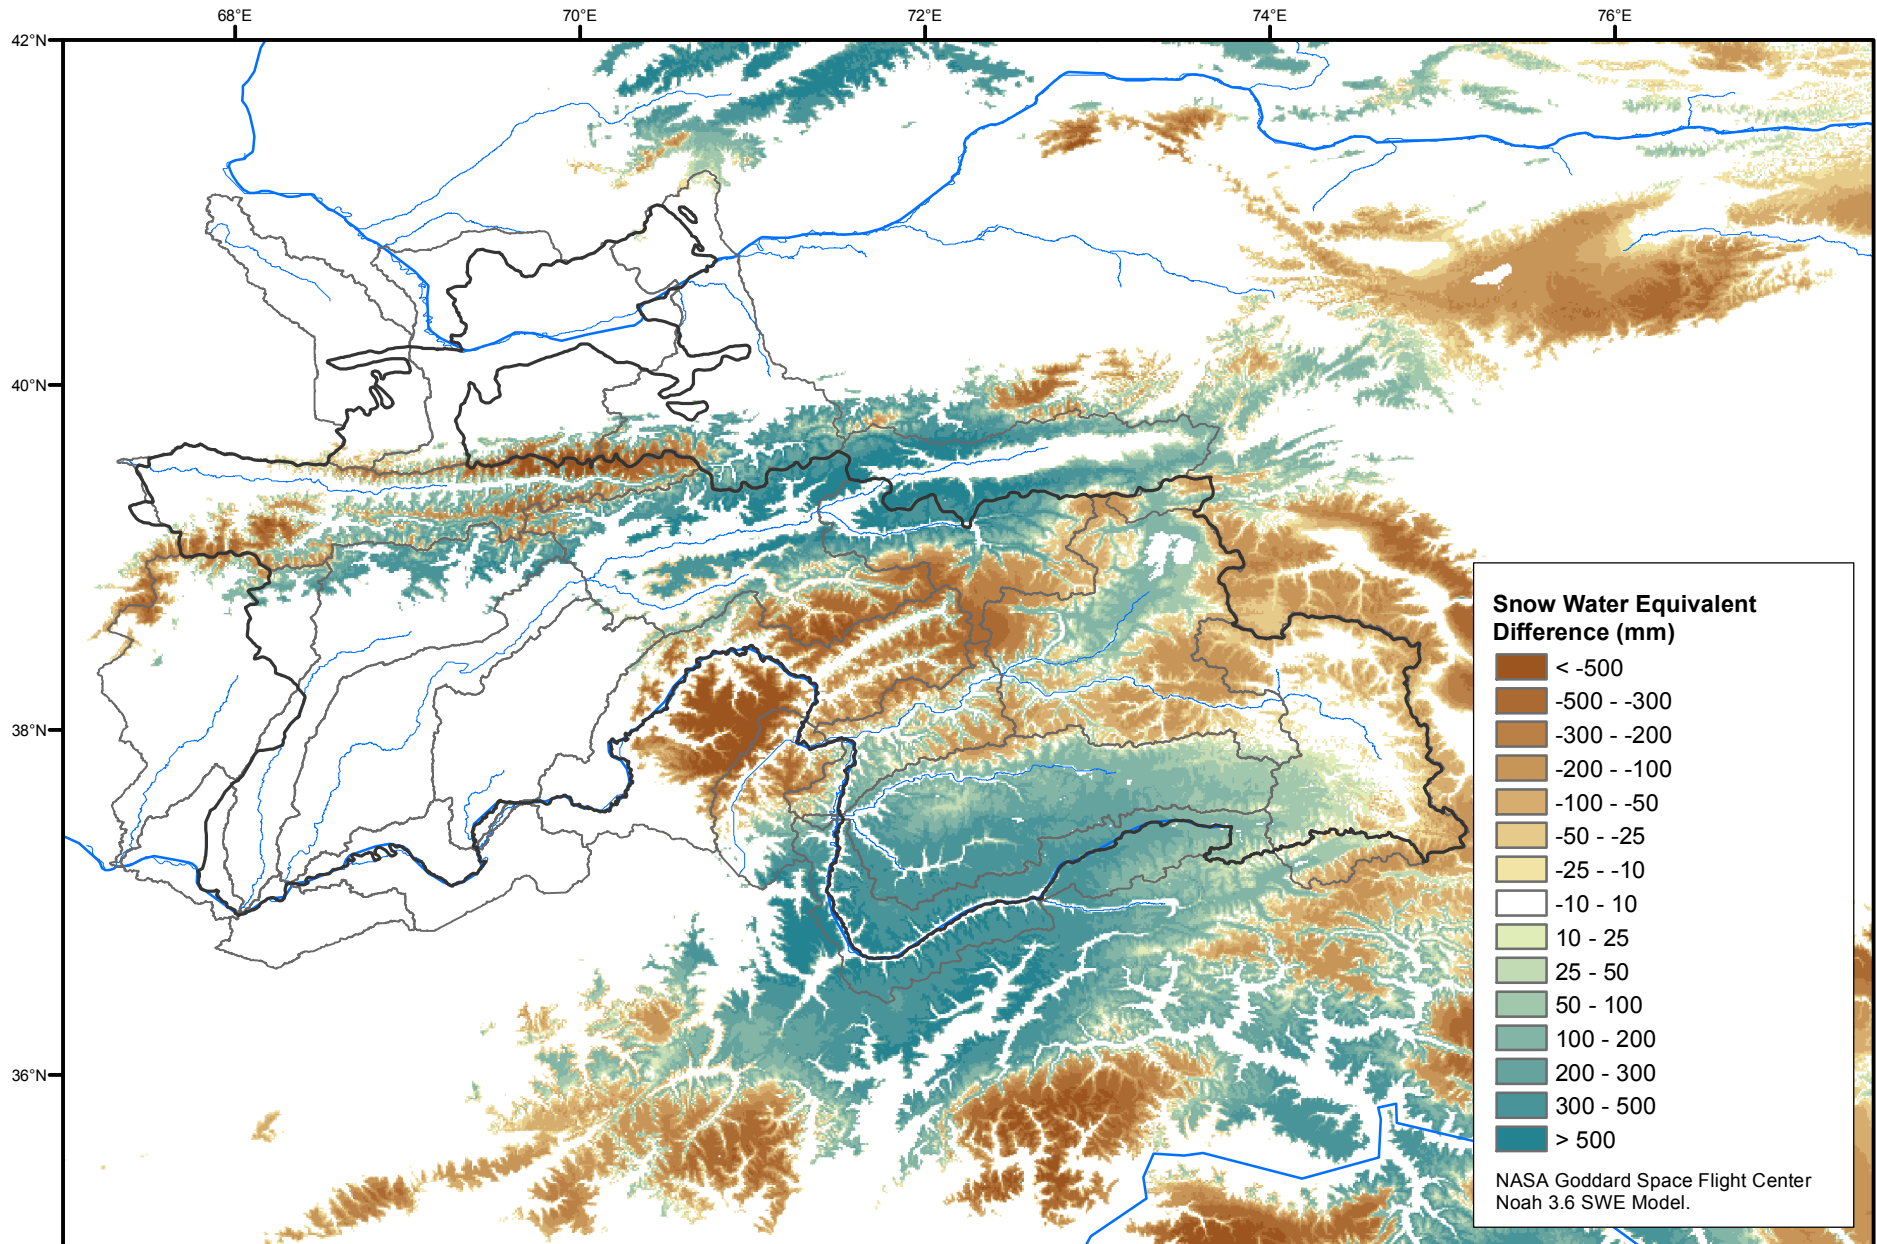 68°E 70°E 72°E 74°E 76°E
42°N
40°N
38°N
36°N
Snow Water Equivalent
Difference (mm)
< -500
-500 - -300
-300 - -200
-200 - -100
-100 - -50
-50 - -25
-25 - -10
-10 - 10
10 - 25
25 - 50
50 - 100
100 - 200
200 - 300
300 - 500
> 500
NASA Goddard Space Flight Center
Noah 3.6 SWE Model.